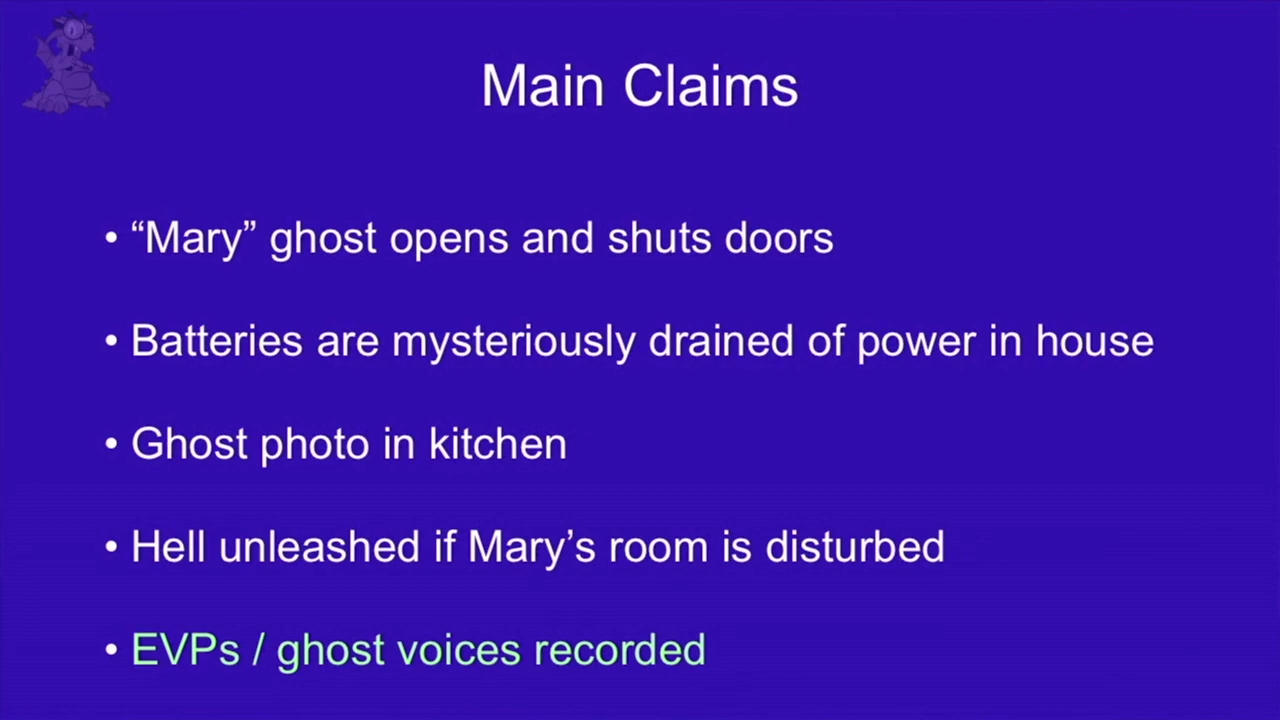 Main Claims
• “Mary” ghost opens and shuts doors
• Batteries are mysteriously drained of power in house
• Ghost photo in kitchen
• Hell unleashed if Mary’s room is disturbed
• EVPs / ghost voices recorded